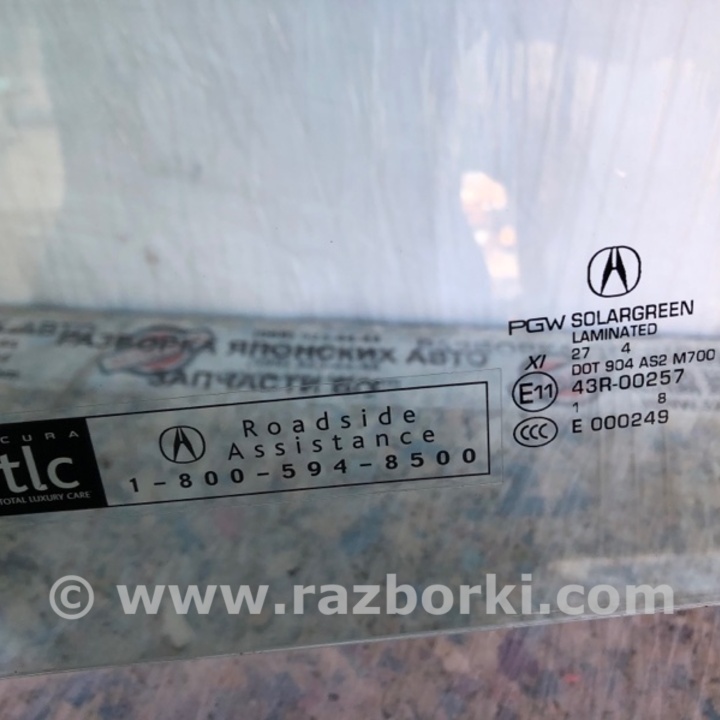 PGW SOLARGREEN
LAMINATED
XI 27 4
DOT 904 AS2 M700
E11 43R-00257
1 8
CCC E 000249
РАЗБОРКА ЯПОНСКИХ АВТО
ЗАПЧАСТИ
CURA
tlc
TOTAL LUXURY CARE
Roadside
Assistance
1-800-594-8500
© www.razborki.com